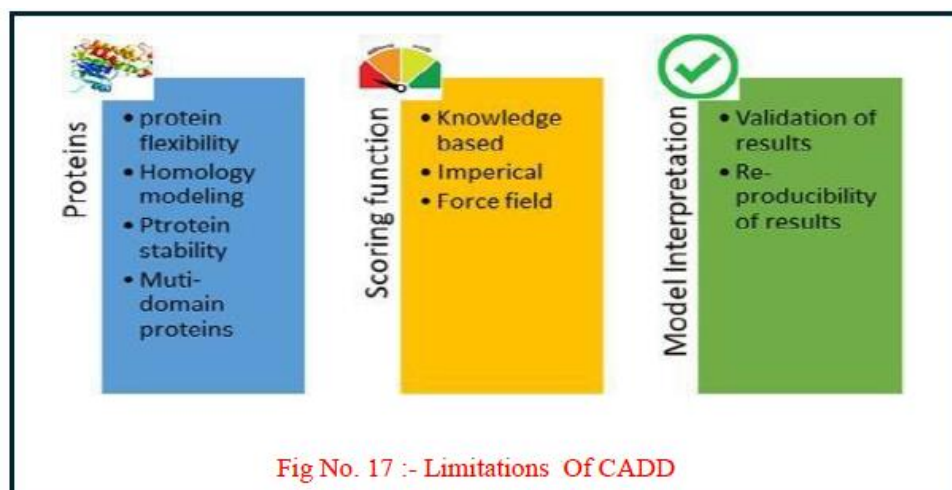 Proteins
• protein
flexibility
• Homology
modeling
• Ptrotein
stability
• Muti-
domain
proteins
Scoring function
• Knowledge
based
• Imperical
• Force field
Model Interpretation
• Validation of
results
• Re-
producibility
of results
Fig No. 17 :- Limitations Of CADD